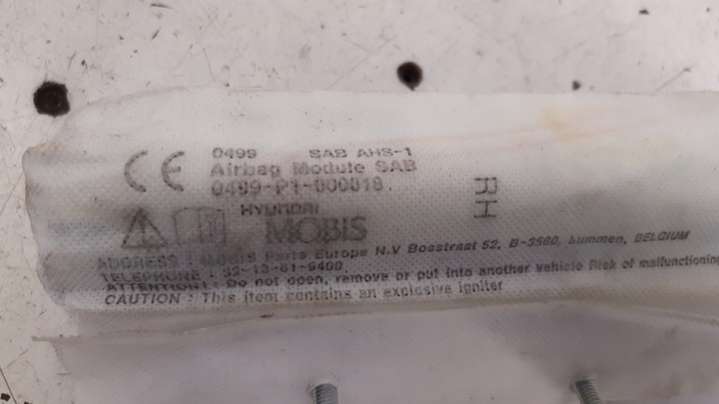 CE 0499 SAB AHS-1
Airbag Module SAB
0499-P1-000018
RH
HYUNDAI
MOBIS
ADDRESS : MOBIS Parts Europe N.V Bosstraat 52, B-3560, Lummen, BELGIUM
TELEPHONE : 32-13-61-9400
ATTENTION : Do not open, remove or put into another vehicle Risk of malfunctioning
CAUTION : This item contains an explosive igniter